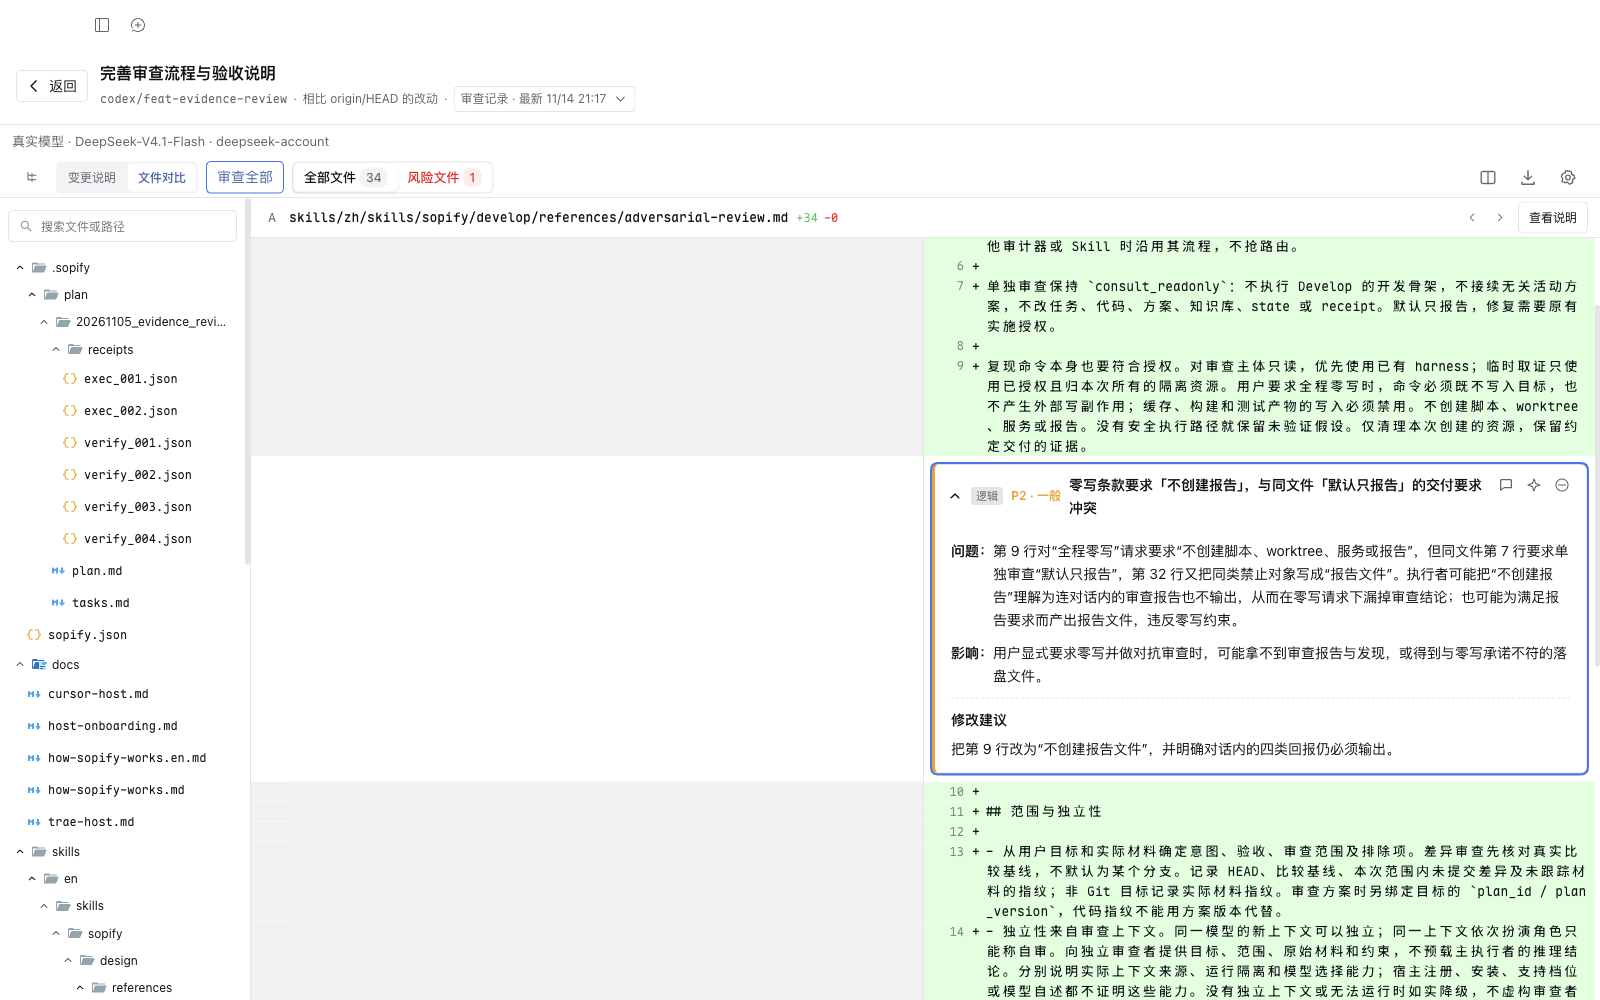 返回
完善审查流程与验收说明
codex/feat-evidence-review · 相比 origin/HEAD 的改动 · 审查记录 · 最新 11/14 21:17
真实模型 · DeepSeek-V4.1-Flash · deepseek-account
变更说明 文件对比 审查全部 全部文件 34 风险文件 1
搜索文件或路径
.sopify
plan
20261105_evidence_revi...
receipts
{} exec_001.json
{} exec_002.json
{} verify_001.json
{} verify_002.json
{} verify_003.json
{} verify_004.json
M↓ plan.md
M↓ tasks.md
{} sopify.json
docs
M↓ cursor-host.md
M↓ host-onboarding.md
M↓ how-sopify-works.en.md
M↓ how-sopify-works.md
M↓ trae-host.md
skills
en
skills
sopify
design
references
A skills/zh/skills/sopify/develop/references/adversarial-review.md +34 -0
查看说明
他审计器或 Skill 时沿用其流程，不抢路由。
6 +
7 + 单独审查保持 `consult_readonly`：不执行 Develop 的开发骨架，不接续无关活动方
案，不改任务、代码、方案、知识库、state 或 receipt。默认只报告，修复需要原有
实施授权。
8 +
9 + 复现命令本身也要符合授权。对审查主体只读，优先使用已有 harness；临时取证只使
用已授权且归本次所有的隔离资源。用户要求全程零写时，命令必须既不写入目标，也
不产生外部写副作用；缓存、构建和测试产物的写入必须禁用。不创建脚本、worktree
、服务或报告。没有安全执行路径就保留未验证假设。仅清理本次创建的资源，保留约
定交付的证据。
逻辑 P2 · 一般 零写条款要求「不创建报告」，与同文件「默认只报告」的交付要求
冲突
问题： 第 9 行对“全程零写”请求要求“不创建脚本、worktree、服务或报告”，但同文件第 7 行要求单
独审查“默认只报告”，第 32 行又把同类禁止对象写成“报告文件”。执行者可能把“不创建报
告”理解为连对话内的审查报告也不输出，从而在零写请求下漏掉审查结论；也可能为满足报
告要求而产出报告文件，违反零写约束。
影响： 用户显式要求零写并做对抗审查时，可能拿不到审查报告与发现，或得到与零写承诺不符的落
盘文件。
修改建议
把第 9 行改为“不创建报告文件”，并明确对话内的四类回报仍必须输出。
10 +
11 + ## 范围与独立性
12 +
13 + - 从用户目标和实际材料确定意图、验收、审查范围及排除项。差异审查先核对真实比
较基线，不默认为某个分支。记录 HEAD、比较基线、本次范围内未提交差异及未跟踪材
料的指纹；非 Git 目标记录实际材料指纹。审查方案时另绑定目标的 `plan_id / plan
_version`，代码指纹不能用方案版本代替。
14 + - 独立性来自审查上下文。同一模型的新上下文可以独立；同一上下文依次扮演角色只
能称自审。向独立审查者提供目标、范围、原始材料和约束，不预载主执行者的推理结
论。分别说明实际上下文来源、运行隔离和模型选择能力；宿主注册、安装、支持档位
或模型自述都不证明这些能力。没有独立上下文或无法运行时如实降级，不虚构审查者